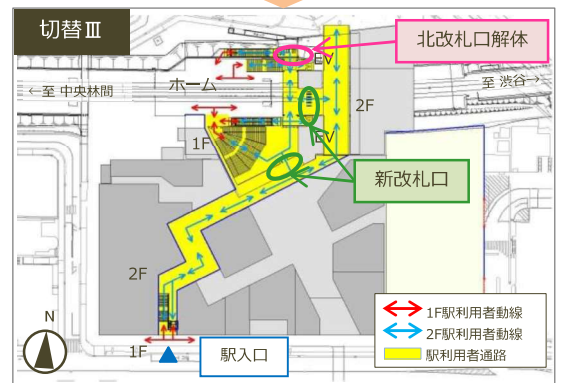 切替Ⅲ
北改札口解体
EV
ホーム
←至 中央林間
至 渋谷→
2F
1F
EV
新改札口
2F
N
1F
駅入口
1F駅利用者動線
2F駅利用者動線
駅利用者通路